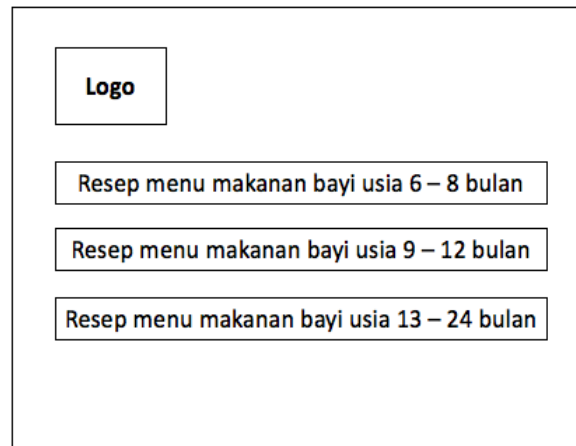 Logo
Resep menu makanan bayi usia 6 – 8 bulan
Resep menu makanan bayi usia 9 – 12 bulan
Resep menu makanan bayi usia 13 – 24 bulan